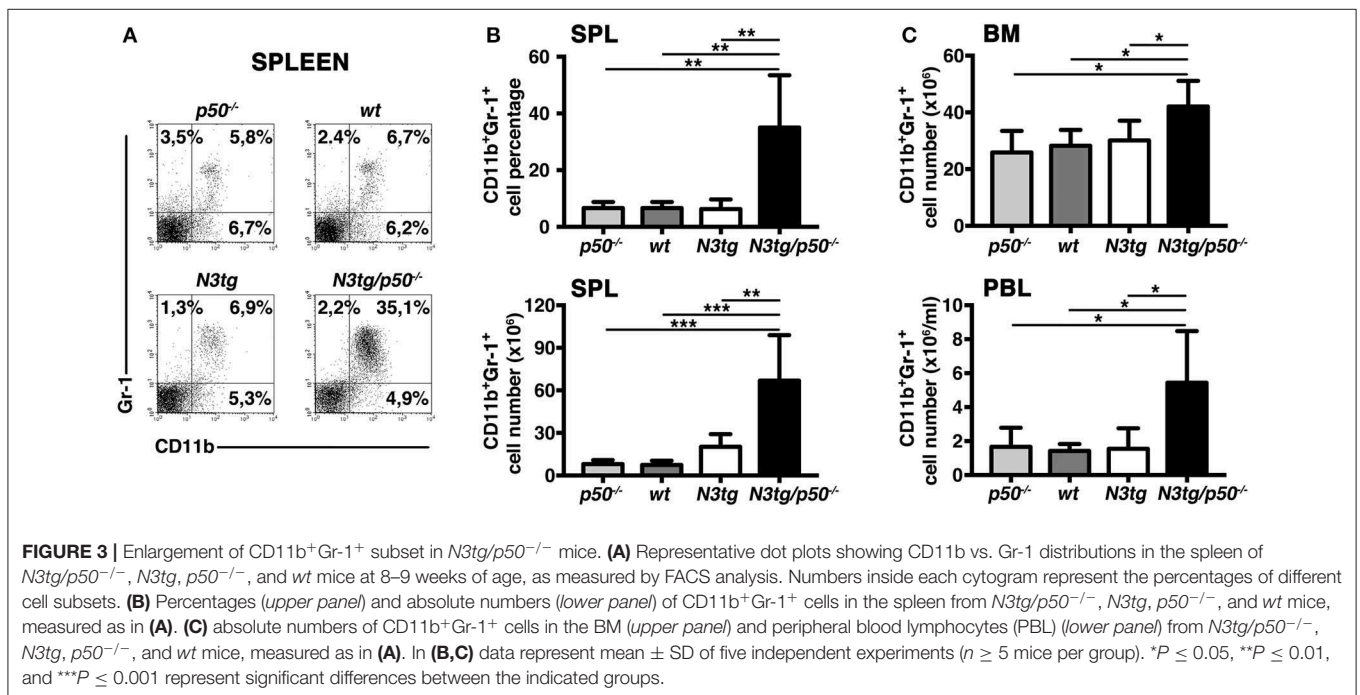 A
SPLEEN
p50-/-
wt
3,5% 5,8%
2.4% 6,7%
6,7%
6,2%
N3tg
N3tg/p50-/-
1,3% 6,9%
2,2% 35,1%
5,3%
4,9%
Gr-1
CD11b
10⁰ 10¹ 10² 10³ 10⁴
B
SPL
** 
**
**
CD11b+Gr-1+
cell percentage
60
40
20
0
p50-/- wt N3tg N3tg/p50-/-
SPL
**
***
***
CD11b+Gr-1+
cell number (x10⁶)
120
90
60
30
0
p50-/- wt N3tg N3tg/p50-/-
C
BM
*
*
*
CD11b+Gr-1+
cell number (x10⁶)
60
40
20
0
p50-/- wt N3tg N3tg/p50-/-
PBL
*
*
*
CD11b+Gr-1+
cell number (x10⁶/ml)
10
8
6
4
2
0
p50-/- wt N3tg N3tg/p50-/-
FIGURE 3 | Enlargement of CD11b+Gr-1+ subset in N3tg/p50−/− mice. (A) Representative dot plots showing CD11b vs. Gr-1 distributions in the spleen of
N3tg/p50−/−, N3tg, p50−/−, and wt mice at 8–9 weeks of age, as measured by FACS analysis. Numbers inside each cytogram represent the percentages of different
cell subsets. (B) Percentages (upper panel) and absolute numbers (lower panel) of CD11b+Gr-1+ cells in the spleen from N3tg/p50−/−, N3tg, p50−/−, and wt mice,
measured as in (A). (C) absolute numbers of CD11b+Gr-1+ cells in the BM (upper panel) and peripheral blood lymphocytes (PBL) (lower panel) from N3tg/p50−/−,
N3tg, p50−/−, and wt mice, measured as in (A). In (B,C) data represent mean ± SD of five independent experiments (n ≥ 5 mice per group). *P ≤ 0.05, **P ≤ 0.01,
and ***P ≤ 0.001 represent significant differences between the indicated groups.